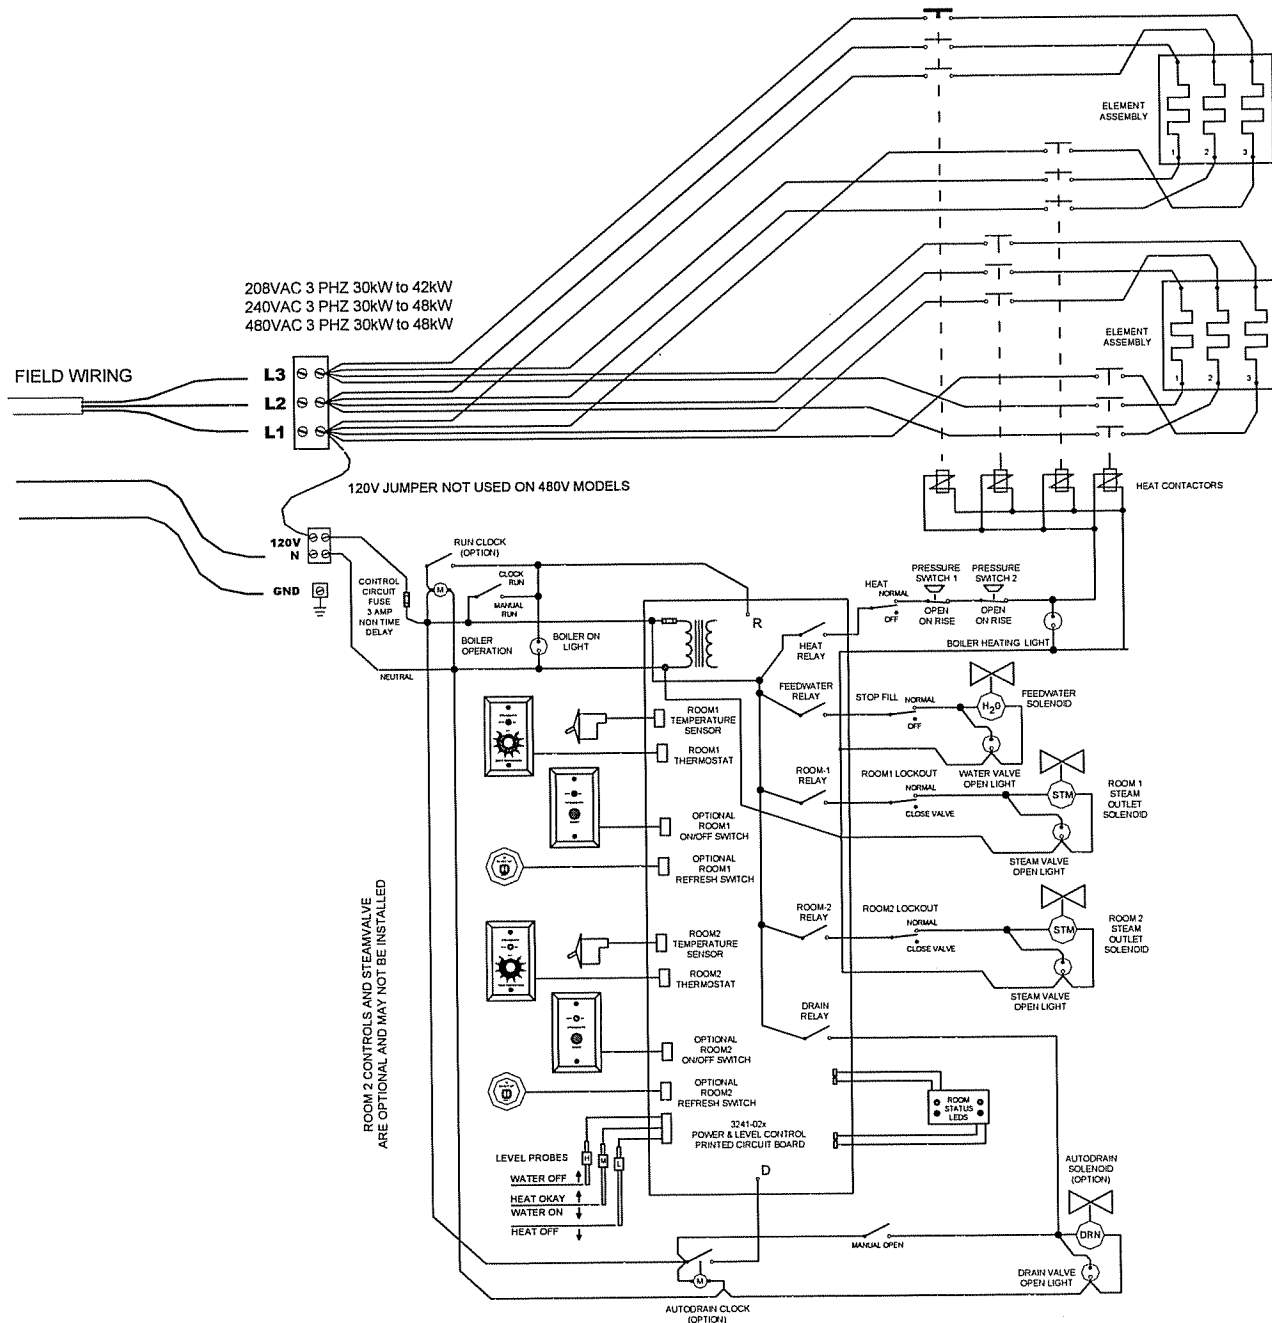 ELEMENT
ASSEMBLY
1
2
3
208VAC 3 PHZ 30kW to 42kW
240VAC 3 PHZ 30kW to 48kW
480VAC 3 PHZ 30kW to 48kW
ELEMENT
ASSEMBLY
1
2
3
FIELD WIRING
L3
L2
L1
120V JUMPER NOT USED ON 480V MODELS
HEAT CONTACTORS
120V
N
GND
RUN CLOCK
(OPTION)
M
CLOCK
RUN
MANUAL
RUN
CONTROL
CIRCUIT
FUSE
3 AMP
NON TIME
DELAY
BOILER
OPERATION
BOILER ON
LIGHT
NEUTRAL
R
HEAT
RELAY
HEAT
NORMAL
OFF
PRESSURE
SWITCH 1
OPEN
ON RISE
PRESSURE
SWITCH 2
OPEN
ON RISE
BOILER HEATING LIGHT
FEEDWATER
RELAY
STOP FILL
NORMAL
OFF
H20
FEEDWATER
SOLENOID
WATER VALVE
OPEN LIGHT
ROOM1
TEMPERATURE
SENSOR
ROOM1
THERMOSTAT
ROOM-1
RELAY
ROOM1 LOCKOUT
NORMAL
CLOSE VALVE
STM
ROOM 1
STEAM
OUTLET
SOLENOID
STEAM VALVE
OPEN LIGHT
OPTIONAL
ROOM1
ON/OFF SWITCH
OPTIONAL
ROOM1
REFRESH SWITCH
ROOM 2 CONTROLS AND STEAMVALVE
ARE OPTIONAL AND MAY NOT BE INSTALLED
ROOM2
TEMPERATURE
SENSOR
ROOM2
THERMOSTAT
ROOM-2
RELAY
ROOM2 LOCKOUT
NORMAL
CLOSE VALVE
STM
ROOM 2
STEAM
OUTLET
SOLENOID
STEAM VALVE
OPEN LIGHT
DRAIN
RELAY
OPTIONAL
ROOM2
ON/OFF SWITCH
OPTIONAL
ROOM2
REFRESH SWITCH
ROOM
STATUS
LEDS
3241-02x
POWER & LEVEL CONTROL
PRINTED CIRCUIT BOARD
LEVEL PROBES
H
M
L
WATER OFF
HEAT OKAY
WATER ON
HEAT OFF
D
AUTODRAIN
SOLENOID
(OPTION)
DRN
MANUAL OPEN
DRAIN VALVE
OPEN LIGHT
M
AUTODRAIN CLOCK
(OPTION)